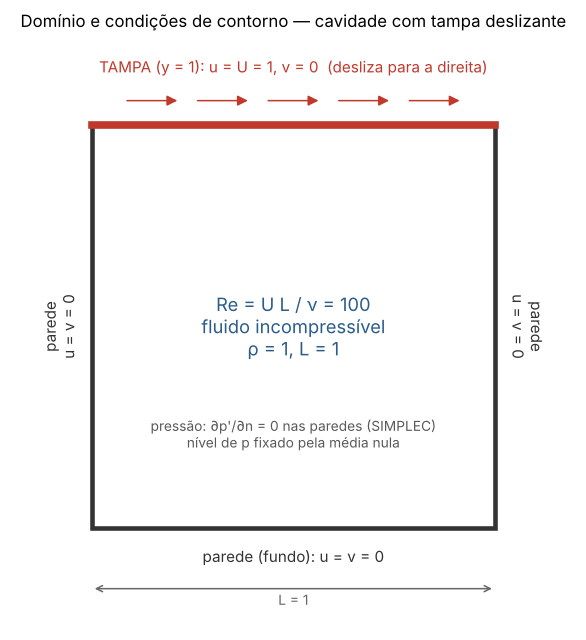 Domínio e condições de contorno — cavidade com tampa deslizante
TAMPA (y = 1): u = U = 1, v = 0  (desliza para a direita)
parede
u = v = 0
Re = U L / ν = 100
fluido incompressível
ρ = 1, L = 1
parede
u = v = 0
pressão: ∂p'/∂n = 0 nas paredes (SIMPLEC)
nível de p fixado pela média nula
parede (fundo): u = v = 0
L = 1